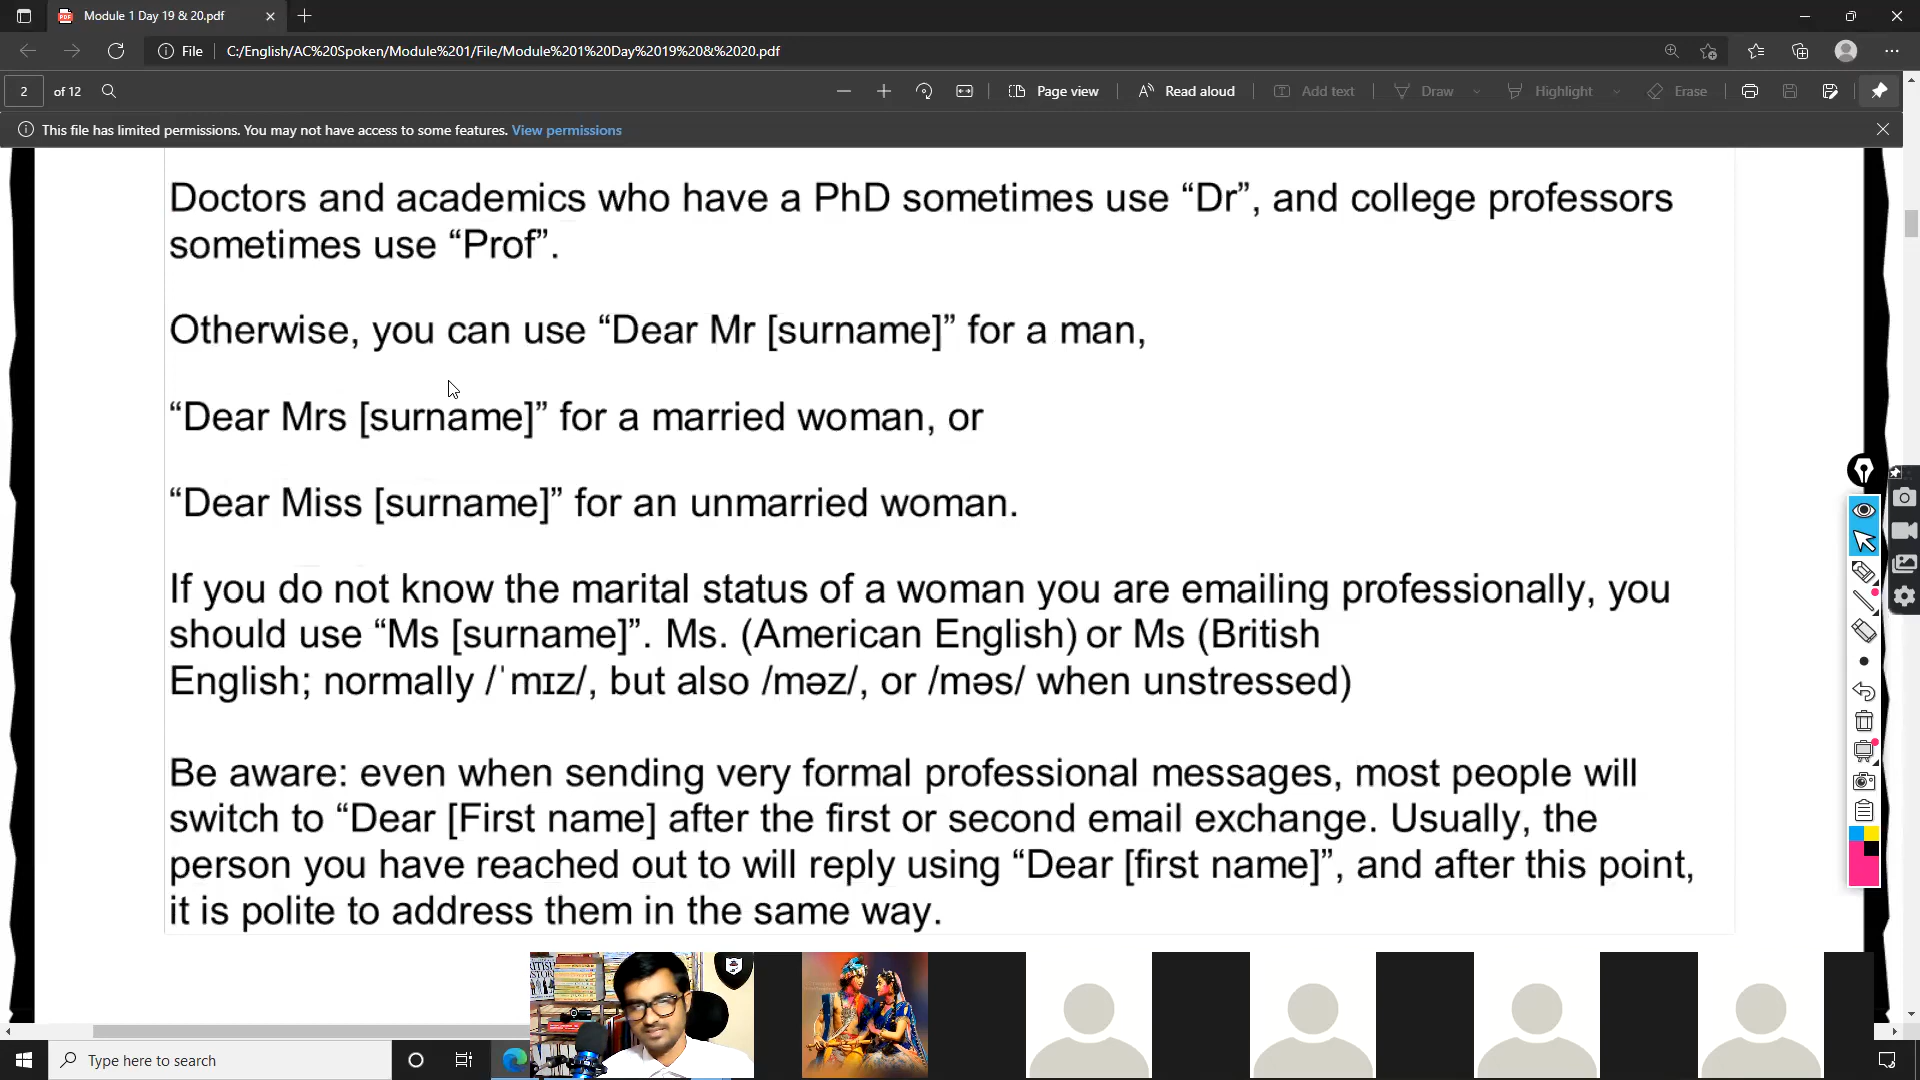 Module 1 Day 19 & 20.pdf
File
C:/English/AC%20Spoken/Module%201/File/Module%201%20Day%2019%20&%2020.pdf
2 of 12
Page view
Read aloud
Add text
Draw
Highlight
Erase
This file has limited permissions. You may not have access to some features. View permissions
Doctors and academics who have a PhD sometimes use “Dr”, and college professors
sometimes use “Prof”.
Otherwise, you can use “Dear Mr [surname]” for a man,
“Dear Mrs [surname]” for a married woman, or
“Dear Miss [surname]” for an unmarried woman.
If you do not know the marital status of a woman you are emailing professionally, you
should use “Ms [surname]”. Ms. (American English) or Ms (British
English; normally /ˈmɪz/, but also /məz/, or /məs/ when unstressed)
Be aware: even when sending very formal professional messages, most people will
switch to “Dear [First name] after the first or second email exchange. Usually, the
person you have reached out to will reply using “Dear [first name]”, and after this point,
it is polite to address them in the same way.
Type here to search